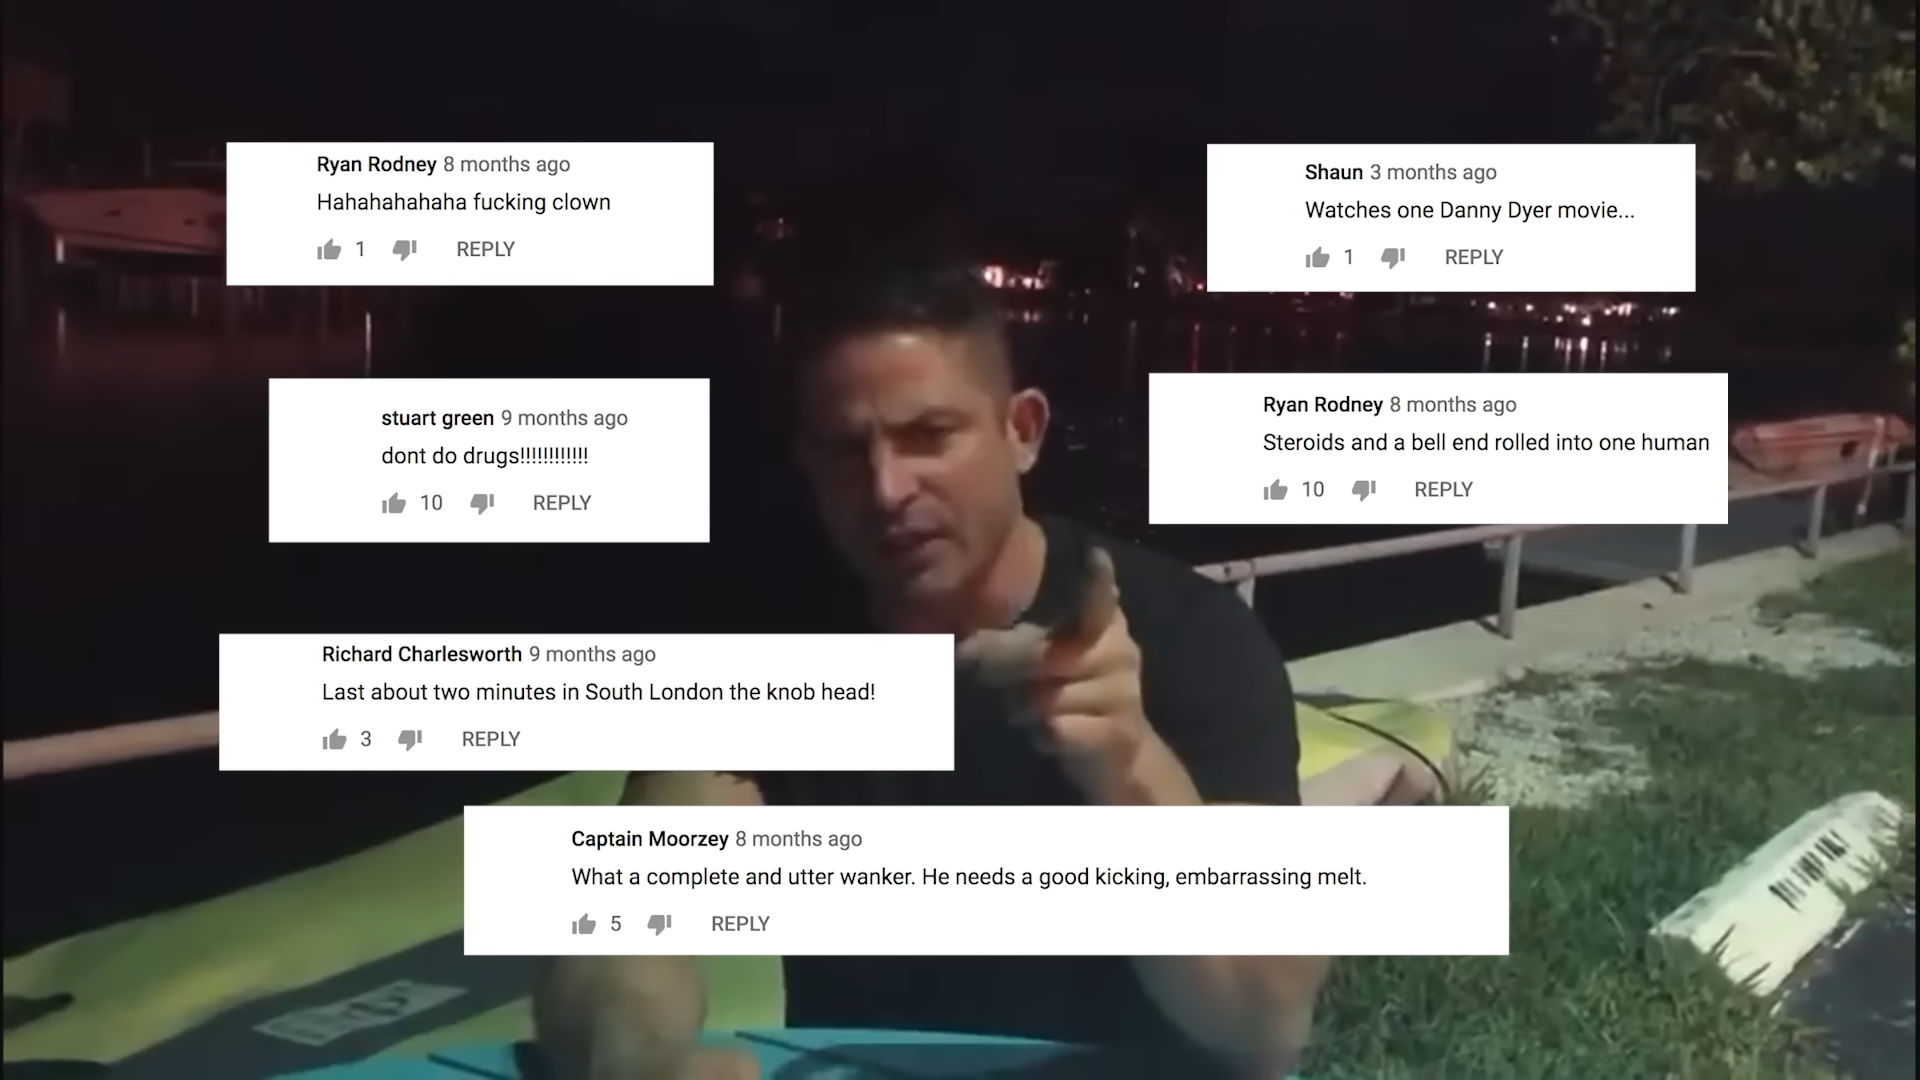 Ryan Rodney 8 months ago
Hahahahahaha fucking clown
1 REPLY
Shaun 3 months ago
Watches one Danny Dyer movie...
1 REPLY
stuart green 9 months ago
dont do drugs!!!!!!!!!!!!
10 REPLY
Ryan Rodney 8 months ago
Steroids and a bell end rolled into one human
10 REPLY
Richard Charlesworth 9 months ago
Last about two minutes in South London the knob head!
3 REPLY
Captain Moorzey 8 months ago
What a complete and utter wanker. He needs a good kicking, embarrassing melt.
5 REPLY